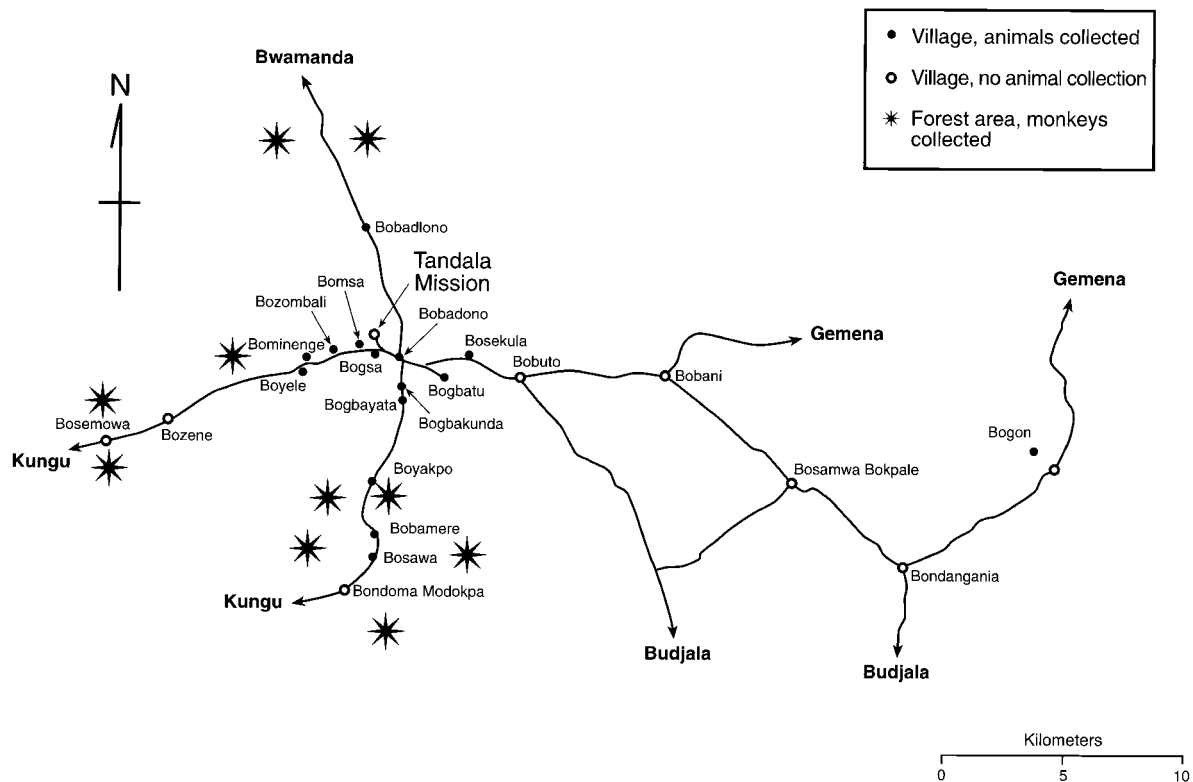 Village, animals collected
Village, no animal collection
Forest area, monkeys
collected
Bwamanda
N
Bobadlono
Tandala
Mission
Bomsa
Bozombali
Gemena
Bobadono
Gemena
Bominenge
Bosekula
Bobuto
Bogsa
Bobani
Boyele
Bogbatu
Bogbayata
Bogbakunda
Bosemowa
Bozene
Bogon
Kungu
Boyakpo
Bosamwa Bokpale
Bobamere
Bosawa
Bondangania
Bondoma Modokpa
Kungu
Budjala
Budjala
Kilometers
0 5 10